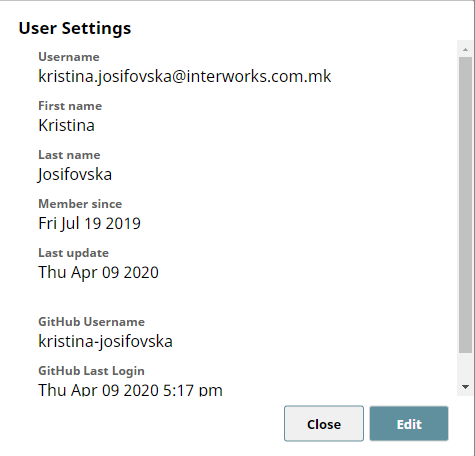 User Settings
Username
kristina.josifovska@interworks.com.mk
First name
Kristina
Last name
Josifovska
Member since
Fri Jul 19 2019
Last update
Thu Apr 09 2020
GitHub Username
kristina-josifovska
GitHub Last Login
Thu Apr 09 2020 5:17 pm
Close
Edit